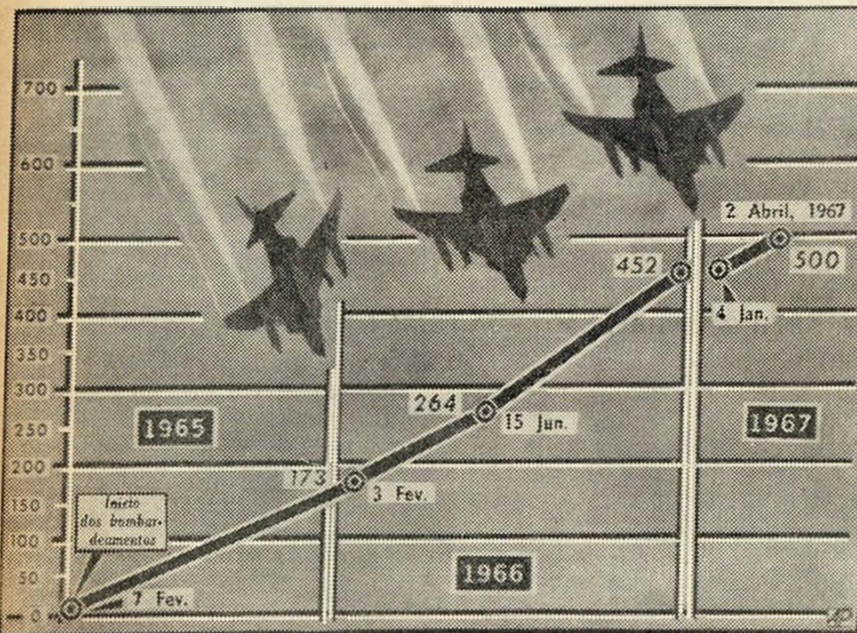 700
600
500
450
400
350
300
250
200
150
100
50
0
2 Abril, 1967
500
452
4 Jan.
264
15 Jun.
1965
1967
173
3 Fev.
Início
dos bombar-
deamentos
1966
7 Fev.
AP